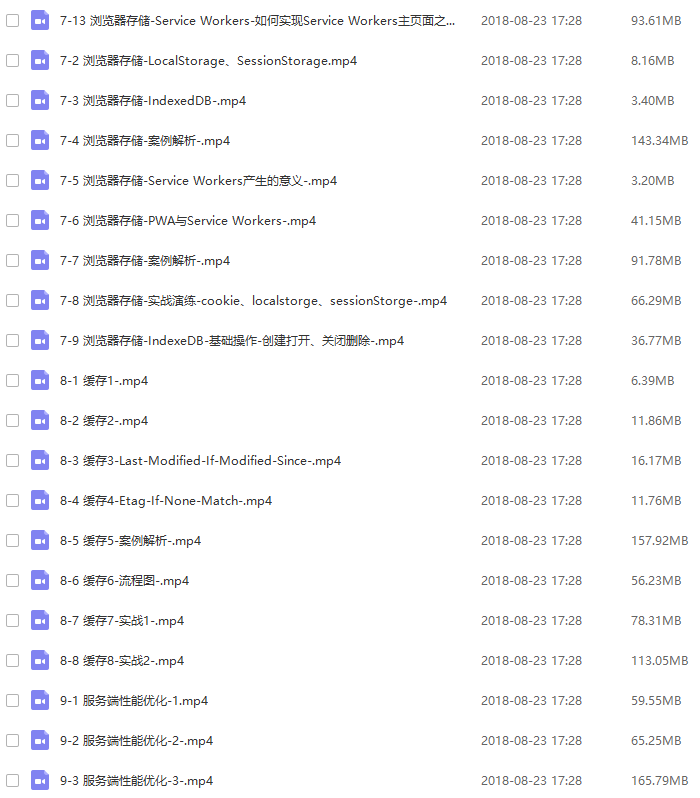 7-13 浏览器存储-Service Workers-如何实现Service Workers主页面之... 2018-08-23 17:28 93.61MB
7-2 浏览器存储-LocalStorage、SessionStorage.mp4 2018-08-23 17:28 8.16MB
7-3 浏览器存储-IndexedDB-.mp4 2018-08-23 17:28 3.40MB
7-4 浏览器存储-案例解析-.mp4 2018-08-23 17:28 143.34MB
7-5 浏览器存储-Service Workers产生的意义-.mp4 2018-08-23 17:28 3.20MB
7-6 浏览器存储-PWA与Service Workers-.mp4 2018-08-23 17:28 41.15MB
7-7 浏览器存储-案例解析-.mp4 2018-08-23 17:28 91.78MB
7-8 浏览器存储-实战演练-cookie、localstorge、sessionStorge-.mp4 2018-08-23 17:28 66.29MB
7-9 浏览器存储-IndexeDB-基础操作-创建打开、关闭删除-.mp4 2018-08-23 17:28 36.77MB
8-1 缓存1-.mp4 2018-08-23 17:28 6.39MB
8-2 缓存2-.mp4 2018-08-23 17:28 11.86MB
8-3 缓存3-Last-Modified-If-Modified-Since-.mp4 2018-08-23 17:28 16.17MB
8-4 缓存4-Etag-If-None-Match-.mp4 2018-08-23 17:28 11.76MB
8-5 缓存5-案例解析-.mp4 2018-08-23 17:28 157.92MB
8-6 缓存6-流程图-.mp4 2018-08-23 17:28 56.23MB
8-7 缓存7-实战1-.mp4 2018-08-23 17:28 78.31MB
8-8 缓存8-实战2-.mp4 2018-08-23 17:28 113.05MB
9-1 服务端性能优化-1.mp4 2018-08-23 17:28 59.55MB
9-2 服务端性能优化-2-.mp4 2018-08-23 17:28 65.25MB
9-3 服务端性能优化-3-.mp4 2018-08-23 17:28 165.79MB